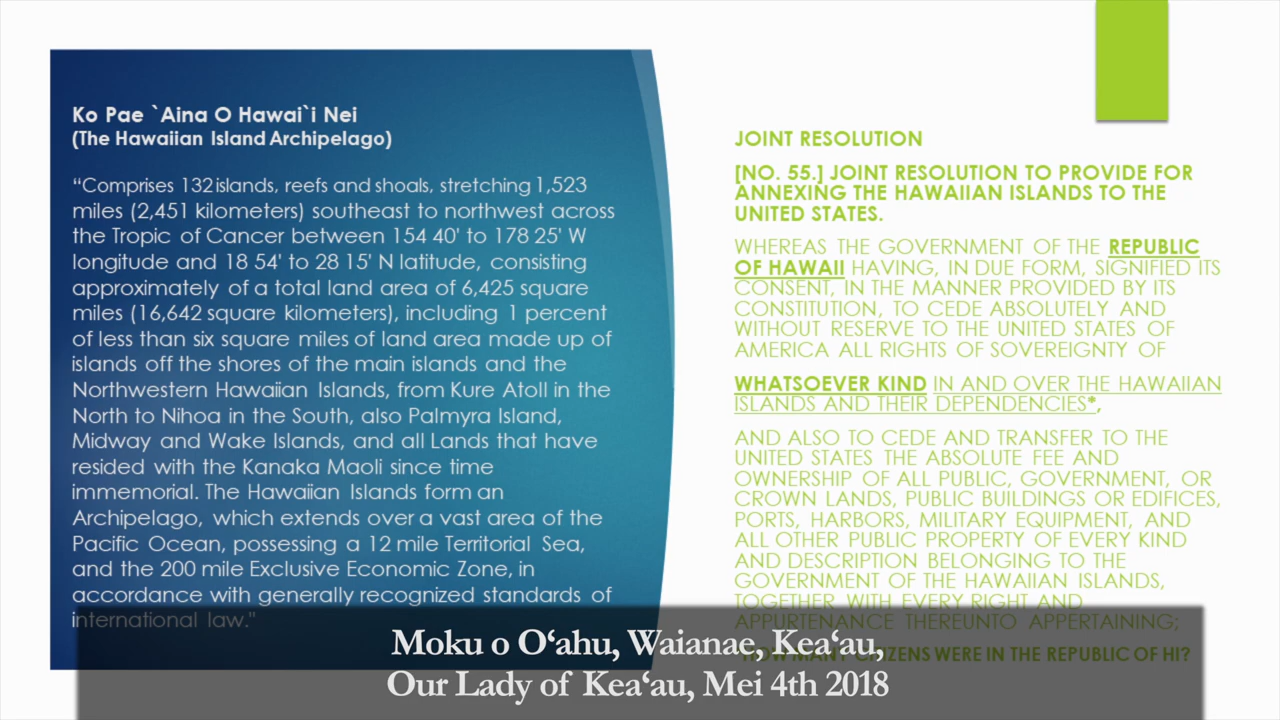 Ko Pae `Aina O Hawai`i Nei
(The Hawaiian Island Archipelago)
“Comprises 132 islands, reefs and shoals, stretching 1,523
miles (2,451 kilometers) southeast to northwest across
the Tropic of Cancer between 154 40' to 178 25' W
longitude and 18 54' to 28 15' N latitude, consisting
approximately of a total land area of 6,425 square
miles (16,642 square kilometers), including 1 percent
of less than six square miles of land area made up of
islands off the shores of the main islands and the
Northwestern Hawaiian Islands, from Kure Atoll in the
North to Nihoa in the South, also Palmyra Island,
Midway and Wake Islands, and all Lands that have
resided with the Kanaka Maoli since time
immemorial. The Hawaiian Islands form an
Archipelago, which extends over a vast area of the
Pacific Ocean, possessing a 12 mile Territorial Sea,
and the 200 mile Exclusive Economic Zone, in
accordance with generally recognized standards of
international law."
JOINT RESOLUTION
[NO. 55.] JOINT RESOLUTION TO PROVIDE FOR
ANNEXING THE HAWAIIAN ISLANDS TO THE
UNITED STATES.
WHEREAS THE GOVERNMENT OF THE REPUBLIC
OF HAWAII HAVING, IN DUE FORM, SIGNIFIED ITS
CONSENT, IN THE MANNER PROVIDED BY ITS
CONSTITUTION, TO CEDE ABSOLUTELY AND
WITHOUT RESERVE TO THE UNITED STATES OF
AMERICA ALL RIGHTS OF SOVEREIGNTY OF
WHATSOEVER KIND IN AND OVER THE HAWAIIAN
ISLANDS AND THEIR DEPENDENCIES*,
AND ALSO TO CEDE AND TRANSFER TO THE
UNITED STATES THE ABSOLUTE FEE AND
OWNERSHIP OF ALL PUBLIC, GOVERNMENT, OR
CROWN LANDS, PUBLIC BUILDINGS OR EDIFICES,
PORTS, HARBORS, MILITARY EQUIPMENT, AND
ALL OTHER PUBLIC PROPERTY OF EVERY KIND
AND DESCRIPTION BELONGING TO THE
GOVERNMENT OF THE HAWAIIAN ISLANDS,
TOGETHER WITH EVERY RIGHT AND
APPURTENANCE THEREUNTO APPERTAINING;
HOW MANY CITIZENS WERE IN THE REPUBLIC OF HI?
Moku o Oʻahu, Waianae, Keaʻau,
Our Lady of Keaʻau, Mei 4th 2018